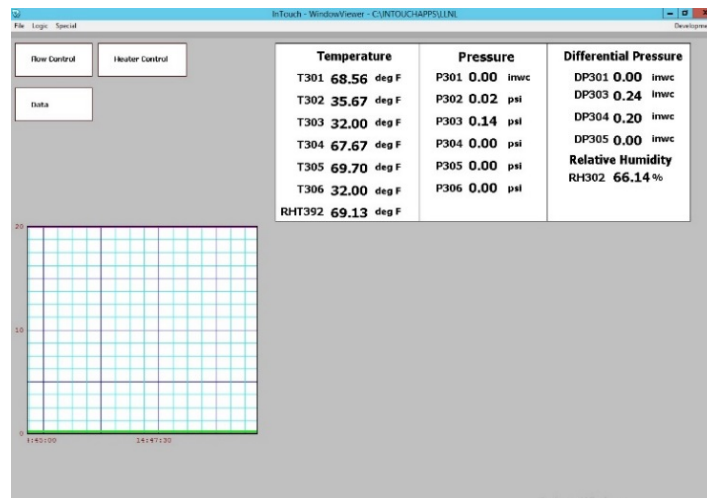 InTouch - WindowViewer - C:\INTOUCHAPPS\LLNL
File Logic Special
Developme
Flow Control
Heater Control
Data
Temperature
T301 68.56 deg F
T302 35.67 deg F
T303 32.00 deg F
T304 67.67 deg F
T305 69.70 deg F
T306 32.00 deg F
RHT392 69.13 deg F
Pressure
P301 0.00 inwc
P302 0.02 psi
P303 0.14 psi
P304 0.00 psi
P305 0.00 psi
P306 0.00 psi
Differential Pressure
DP301 0.00 inwc
DP303 0.24 inwc
DP304 0.20 inwc
DP305 0.00 inwc
Relative Humidity
RH302 66.14 %
20
10
0
14:47:30